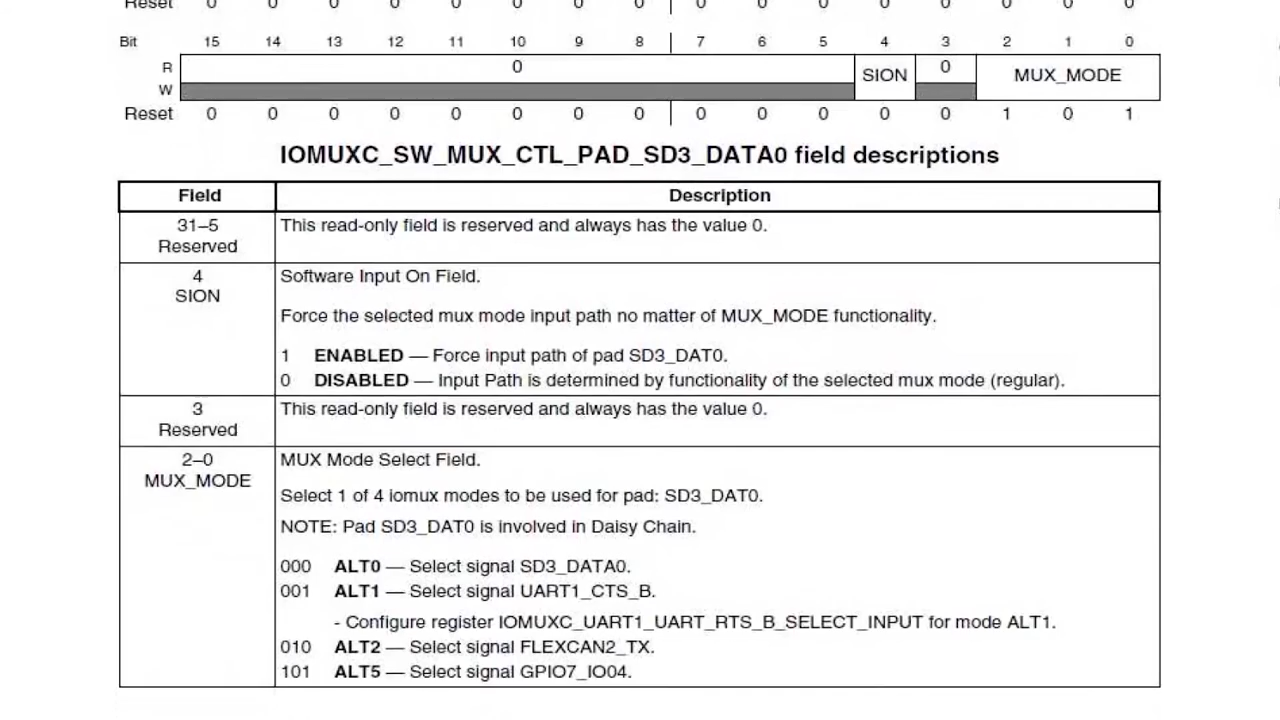 Reset 0 0 0 0 0 0 0 0 0 0 0 0 0 0 0 0
Bit 15 14 13 12 11 10 9 8 7 6 5 4 3 2 1 0
R 0 SION 0 MUX_MODE
W
Reset 0 0 0 0 0 0 0 0 0 0 0 0 0 1 0 1
IOMUXC_SW_MUX_CTL_PAD_SD3_DATA0 field descriptions
Field Description
31–5 This read-only field is reserved and always has the value 0.
Reserved
4 Software Input On Field.
SION
Force the selected mux mode input path no matter of MUX_MODE functionality.
1 ENABLED — Force input path of pad SD3_DAT0.
0 DISABLED — Input Path is determined by functionality of the selected mux mode (regular).
3 This read-only field is reserved and always has the value 0.
Reserved
2–0 MUX Mode Select Field.
MUX_MODE
Select 1 of 4 iomux modes to be used for pad: SD3_DAT0.
NOTE: Pad SD3_DAT0 is involved in Daisy Chain.
000 ALT0 — Select signal SD3_DATA0.
001 ALT1 — Select signal UART1_CTS_B.
- Configure register IOMUXC_UART1_UART_RTS_B_SELECT_INPUT for mode ALT1.
010 ALT2 — Select signal FLEXCAN2_TX.
101 ALT5 — Select signal GPIO7_IO04.